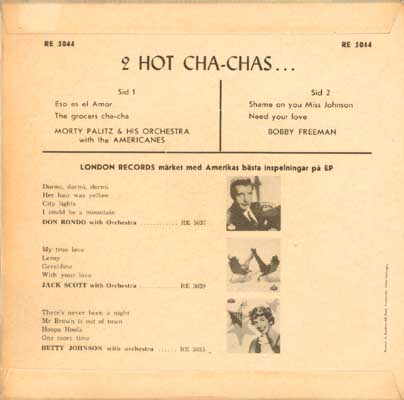 RE 5044
RE 5044
2 HOT CHA-CHAS...
Sid 1
Eso es el Amor
The grocers cha-cha
MORTY PALITZ & HIS ORCHESTRA
with the AMERICANES
Sid 2
Shame on you Miss Johnson
Need your love
BOBBY FREEMAN
LONDON RECORDS märket med Amerikas bästa inspelningar på EP
Dormi, dormi, dormi
Her hair was yellow
City lights
I could be a mountain
DON RONDO with Orchestra ............ RE 5037
My true love
Leroy
Geraldine
With your love
JACK SCOTT with Orchestra ............ RE 5039
There's never been a night
Mr Brown is out of town
Hoopa Hoola
One more time
BETTY JOHNSON with orchestra ...... RE 5035